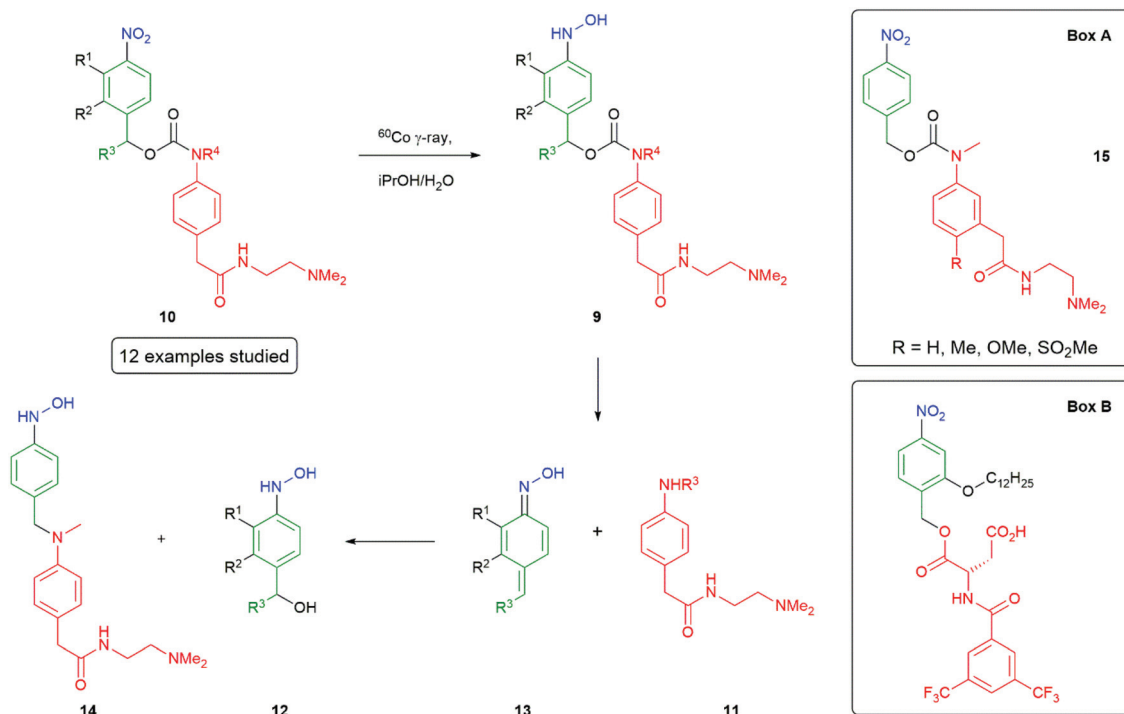 NO₂
R¹
R²
R³
O
O
NR⁴
H
N
NMe₂
O
10
12 examples studied
⁶⁰Co γ-ray,
iPrOH/H₂O
HN
OH
R¹
R²
R³
O
O
NR⁴
H
N
NMe₂
O
9
HN
OH
N
H
N
NMe₂
O
14
+
HN
OH
R¹
R²
R³
OH
12
N
OH
R¹
R²
R³
13
+
NHR³
H
N
NMe₂
O
11
Box A
NO₂
O
O
N
15
R
O
N
H
NMe₂
R = H, Me, OMe, SO₂Me
Box B
NO₂
O
C₁₂H₂₅
O
O
CO₂H
HN
O
F₃C
CF₃